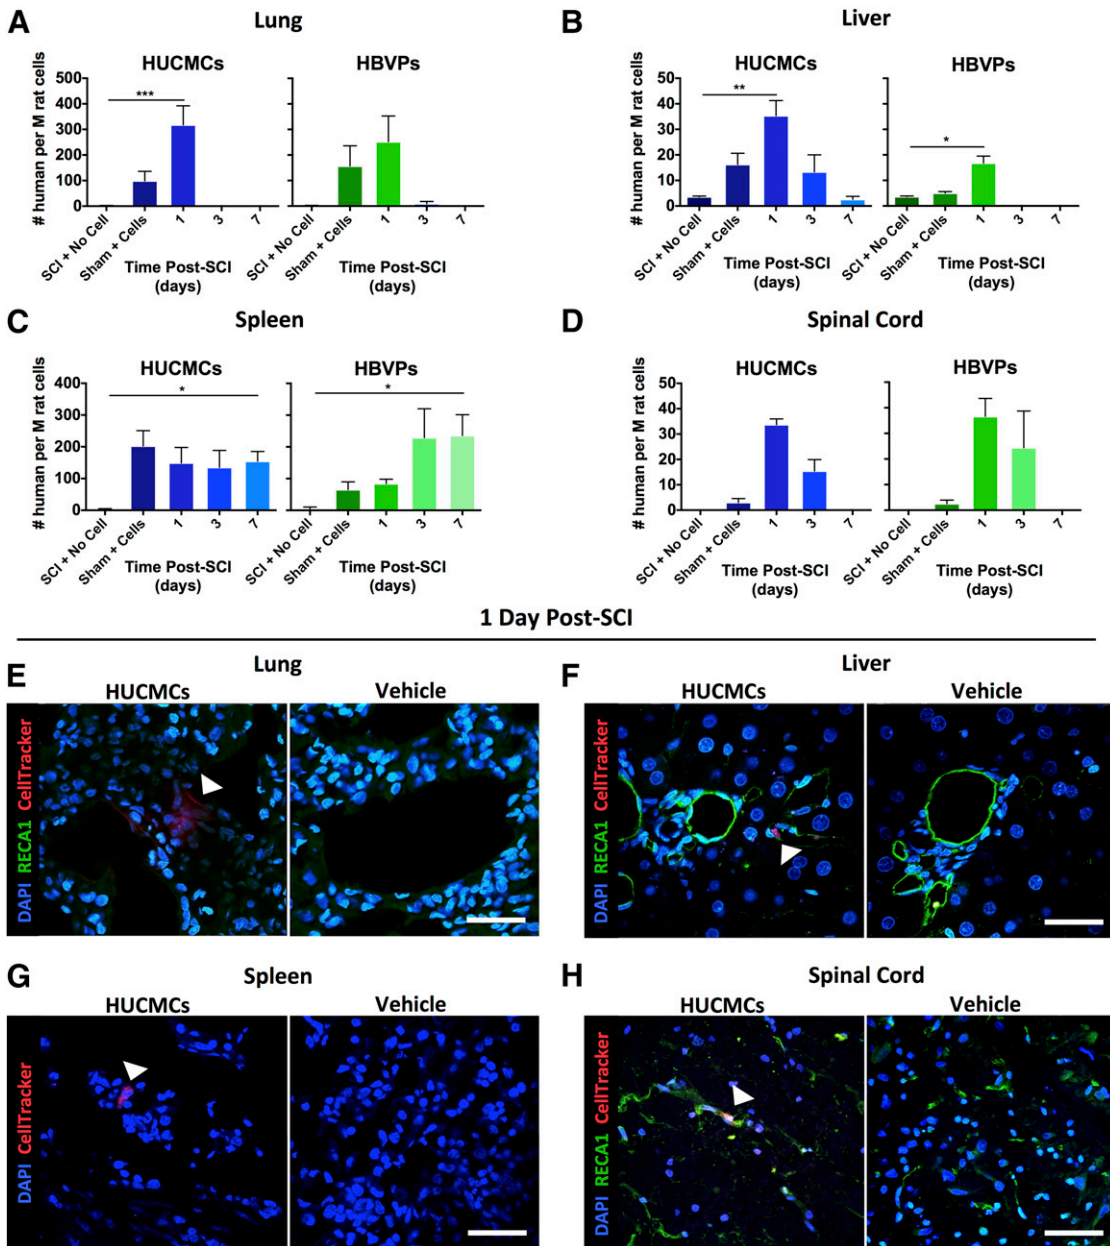 A
Lung
HUCMCs
HBVPs
# human per M rat cells
500
400
300
200
100
0
***
SCI + No Cell
Sham + Cells
1
3
7
SCI + No Cell
Sham + Cells
1
3
7
Time Post-SCI
(days)
Time Post-SCI
(days)
B
Liver
HUCMCs
HBVPs
# human per M rat cells
50
40
30
20
10
0
**
*
SCI + No Cell
Sham + Cells
1
3
7
SCI + No Cell
Sham + Cells
1
3
7
Time Post-SCI
(days)
Time Post-SCI
(days)
C
Spleen
HUCMCs
HBVPs
# human per M rat cells
400
300
200
100
0
*
*
SCI + No Cell
Sham + Cells
1
3
7
SCI + No Cell
Sham + Cells
1
3
7
Time Post-SCI
(days)
Time Post-SCI
(days)
D
Spinal Cord
HUCMCs
HBVPs
# human per M rat cells
50
40
30
20
10
0
SCI + No Cell
Sham + Cells
1
3
7
SCI + No Cell
Sham + Cells
1
3
7
Time Post-SCI
(days)
Time Post-SCI
(days)
1 Day Post-SCI
E
Lung
HUCMCs
Vehicle
DAPI RECA1 CellTracker
F
Liver
HUCMCs
Vehicle
DAPI RECA1 CellTracker
G
Spleen
HUCMCs
Vehicle
DAPI CellTracker
H
Spinal Cord
HUCMCs
Vehicle
DAPI RECA1 CellTracker